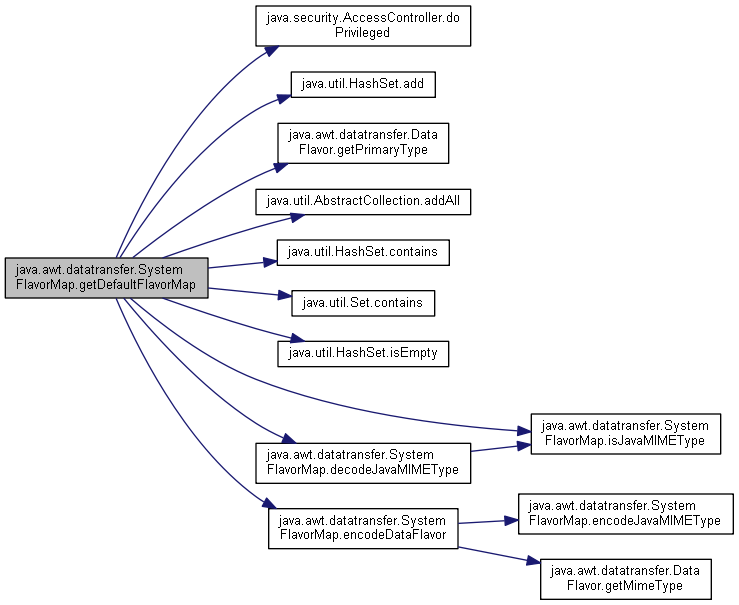 java.security.AccessController.do
Privileged
java.util.HashSet.add
java.awt.datatransfer.Data
Flavor.getPrimaryType
java.util.AbstractCollection.addAll
java.util.HashSet.contains
java.awt.datatransfer.System
FlavorMap.getDefaultFlavorMap
java.util.Set.contains
java.util.HashSet.isEmpty
java.awt.datatransfer.System
FlavorMap.isJavaMIMEType
java.awt.datatransfer.System
FlavorMap.decodeJavaMIMEType
java.awt.datatransfer.System
FlavorMap.encodeDataFlavor
java.awt.datatransfer.System
FlavorMap.encodeJavaMIMEType
java.awt.datatransfer.Data
Flavor.getMimeType